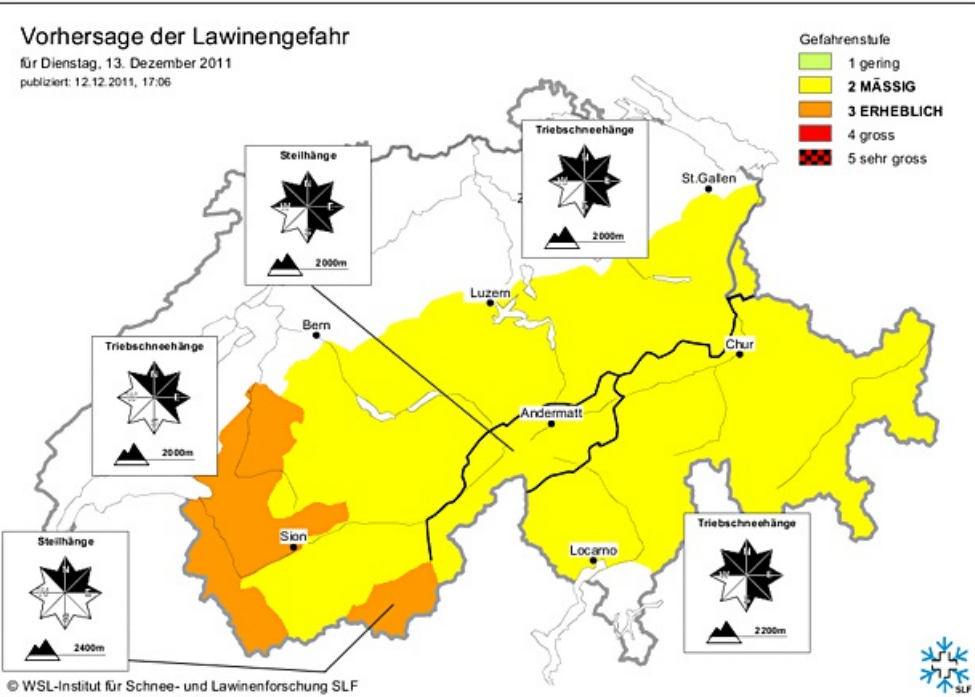 Vorhersage der Lawinengefahr
für Dienstag, 13. Dezember 2011
publiziert: 12.12.2011, 17:06
Gefahrenstufe
1 gering
2 MÄSSIG
3 ERHEBLICH
4 gross
5 sehr gross
Triebschneehänge
N
W E
S
2000m
Steilhänge
N
W E
S
2000m
St.Gallen
Luzern
Bern
Chur
Triebschneehänge
N
W E
S
2000m
Andermatt
Sion
Locarno
Triebschneehänge
N
W E
S
2200m
Steilhänge
N
W E
S
2400m
© WSL-Institut für Schnee- und Lawinenforschung SLF
SLF